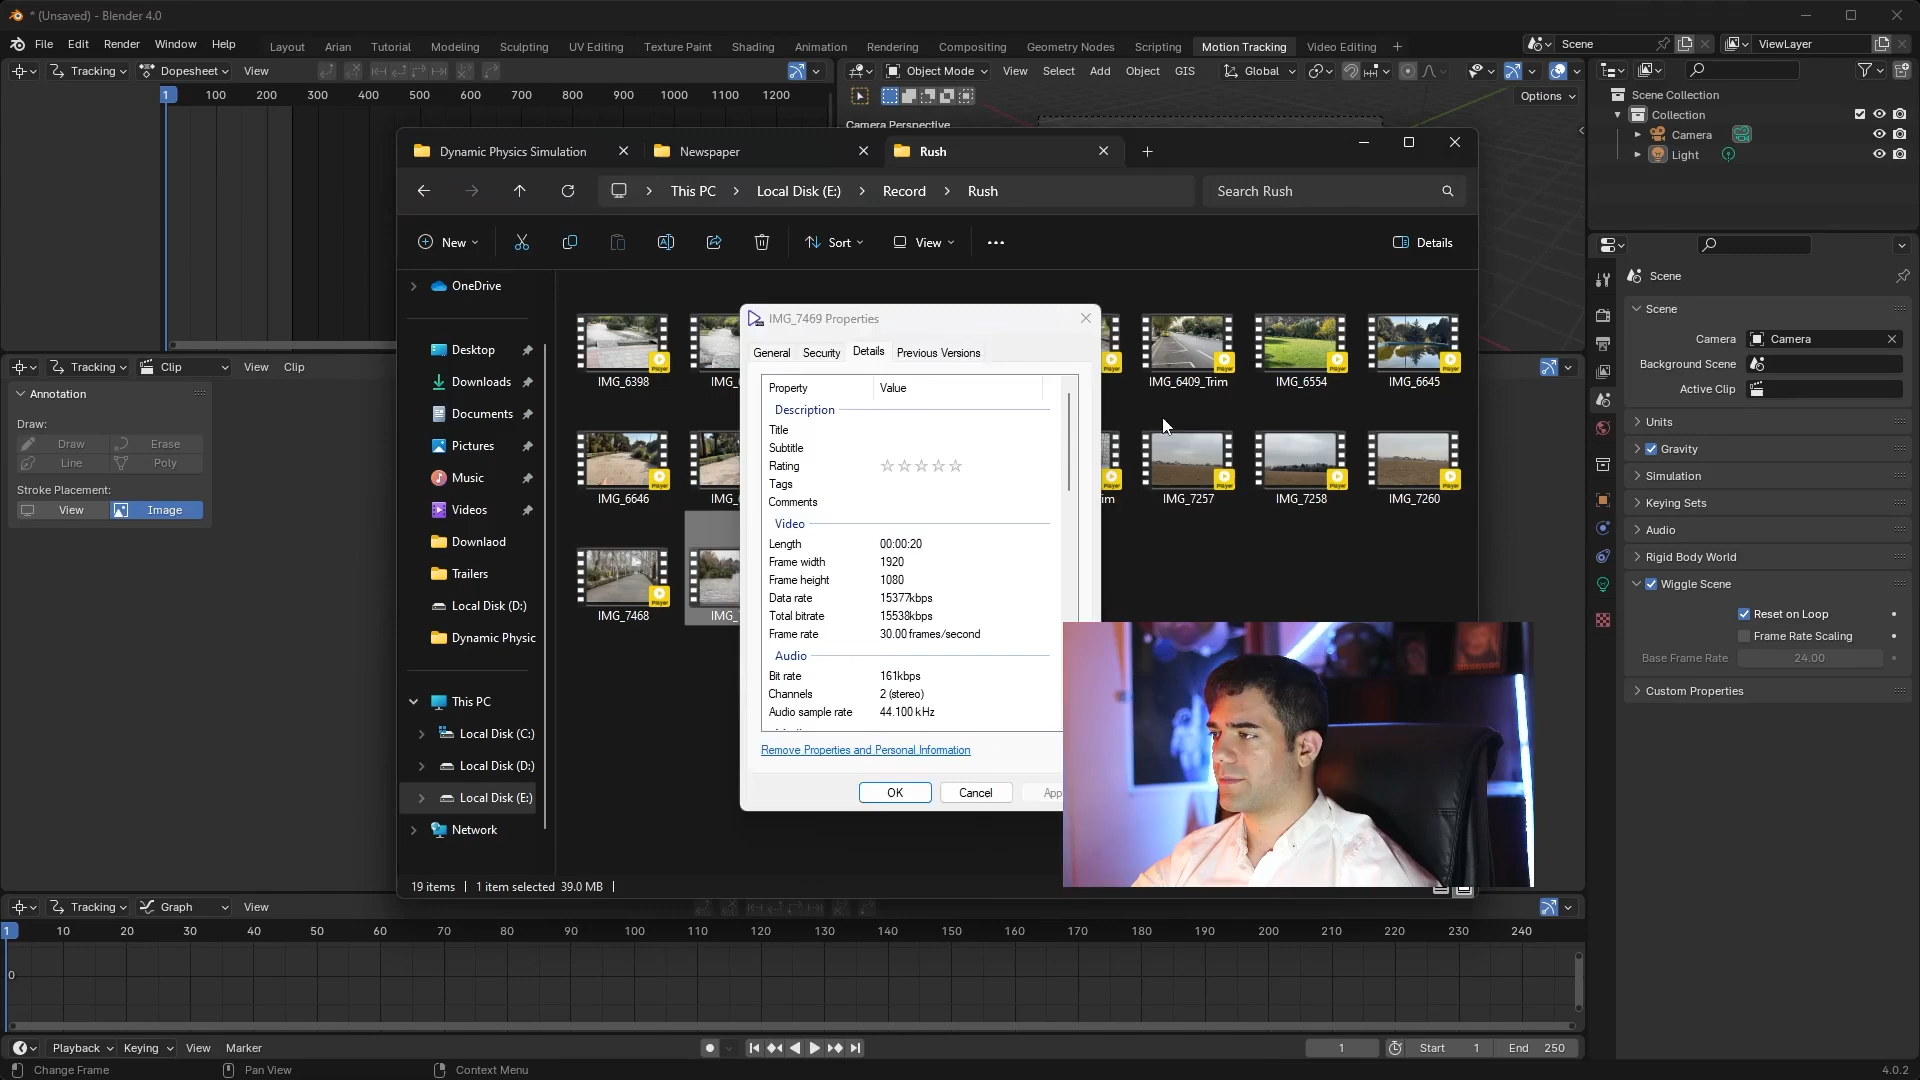 * (Unsaved) - Blender 4.0
File Edit Render Window Help
Layout Arian Tutorial Modeling Sculpting UV Editing Texture Paint Shading Animation Rendering Compositing Geometry Nodes Scripting Motion Tracking Video Editing +
Scene
ViewLayer
Tracking Dopesheet View
Object Mode View Select Add Object GIS Global
1 100 200 300 400 500 600 700 800 900 1000 1100 1200
Options
Camera Perspective
Scene Collection
Collection
Camera
Light
Dynamic Physics Simulation
Newspaper
Rush
This PC > Local Disk (E:) > Record > Rush
Search Rush
New
Sort
View
Details
OneDrive
Desktop
Downloads
Documents
Pictures
Music
Videos
Downlaod
Trailers
Local Disk (D:)
Dynamic Physic
This PC
Local Disk (C:)
Local Disk (D:)
Local Disk (E:)
Network
IMG_6398
IMG_6409_Trim
IMG_6554
IMG_6645
IMG_6646
IMG_7257
IMG_7258
IMG_7260
IMG_7468
19 items | 1 item selected 39.0 MB |
IMG_7469 Properties
General Security Details Previous Versions
Property Value
Description
Title
Subtitle
Rating
Tags
Comments
Video
Length 00:00:20
Frame width 1920
Frame height 1080
Data rate 15377kbps
Total bitrate 15538kbps
Frame rate 30.00 frames/second
Audio
Bit rate 161kbps
Channels 2 (stereo)
Audio sample rate 44.100 kHz
Remove Properties and Personal Information
OK Cancel App
Tracking Clip View Clip
Annotation
Draw:
Draw Erase
Line Poly
Stroke Placement:
View Image
Scene
Scene
Camera Camera
Background Scene
Active Clip
Units
Gravity
Simulation
Keying Sets
Audio
Rigid Body World
Wiggle Scene
Reset on Loop
Frame Rate Scaling
Base Frame Rate 24.00
Custom Properties
Tracking Graph View
1 10 20 30 40 50 60 70 80 90 100 110 120 130 140 150 160 170 180 190 200 210 220 230 240
0
Playback Keying View Marker
1 Start 1 End 250
Change Frame Pan View Context Menu
4.0.2